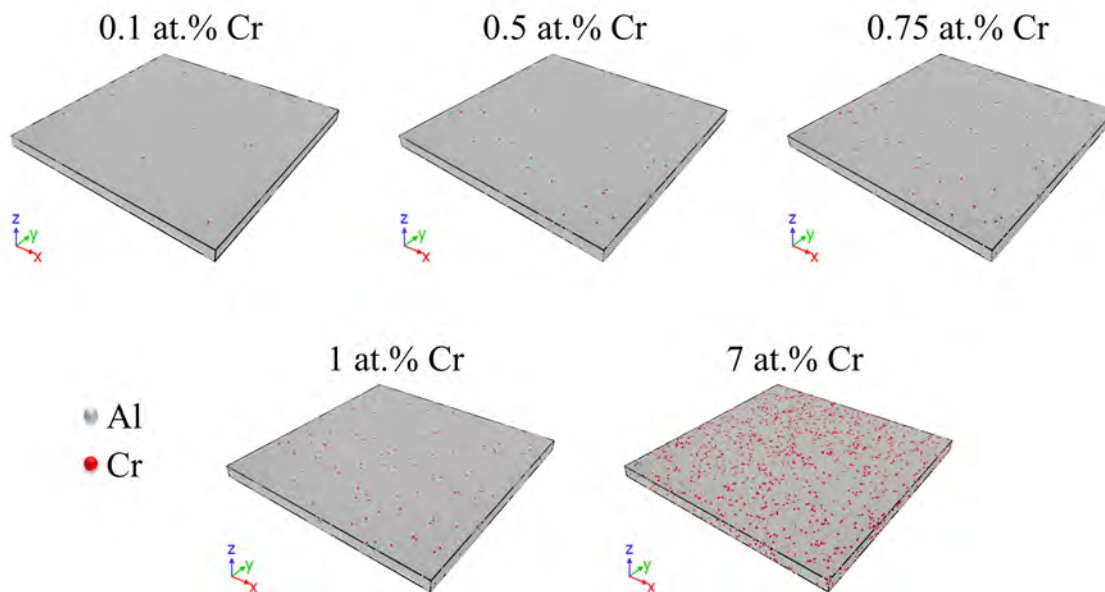 0.1 at.% Cr
0.5 at.% Cr
0.75 at.% Cr
z
y
x
z
y
x
z
y
x
1 at.% Cr
7 at.% Cr
Al
Cr
z
y
x
z
y
x